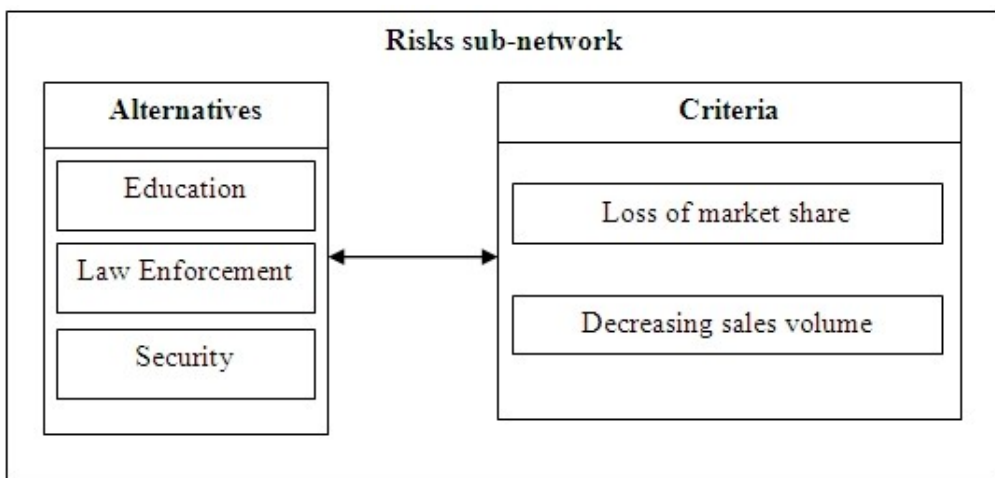 Risks sub-network
Alternatives
Education
Law Enforcement
Security
Criteria
Loss of market share
Decreasing sales volume